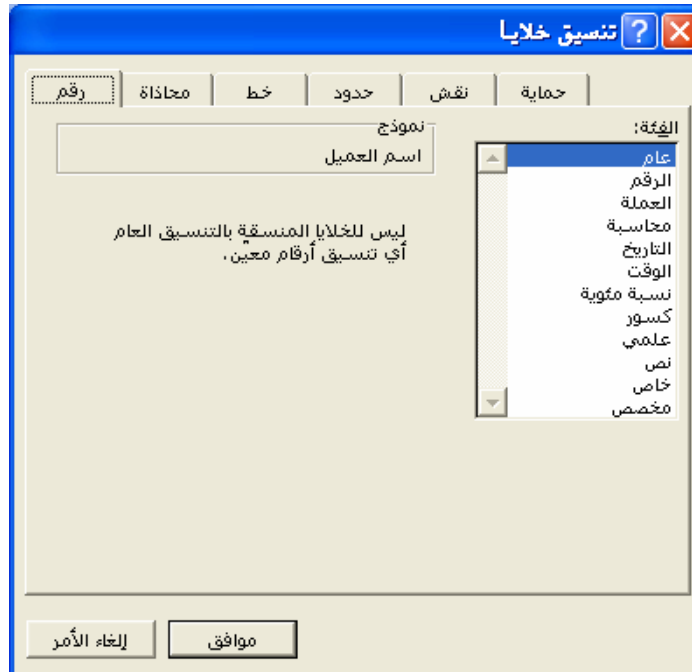 تنسيق خلايا
رقم
محاذاة
خط
حدود
نقش
حماية
الفئة:
عام
الرقم
العملة
محاسبة
التاريخ
الوقت
نسبة مئوية
كسور
علمي
نص
خاص
مخصص
نموذج
اسم العميل
ليس للخلايا المنسقة بالتنسيق العام
أي تنسيق أرقام معيّن.
موافق
إلغاء الأمر